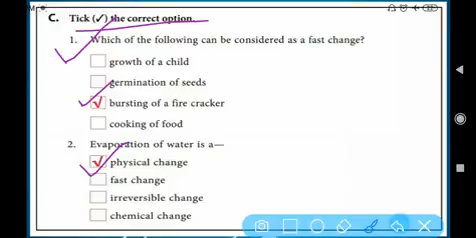 C. Tick (✓) the correct option.
1. Which of the following can be considered as a fast change?
growth of a child
germination of seeds
bursting of a fire cracker
cooking of food
2. Evaporation of water is a—
physical change
fast change
irreversible change
chemical change